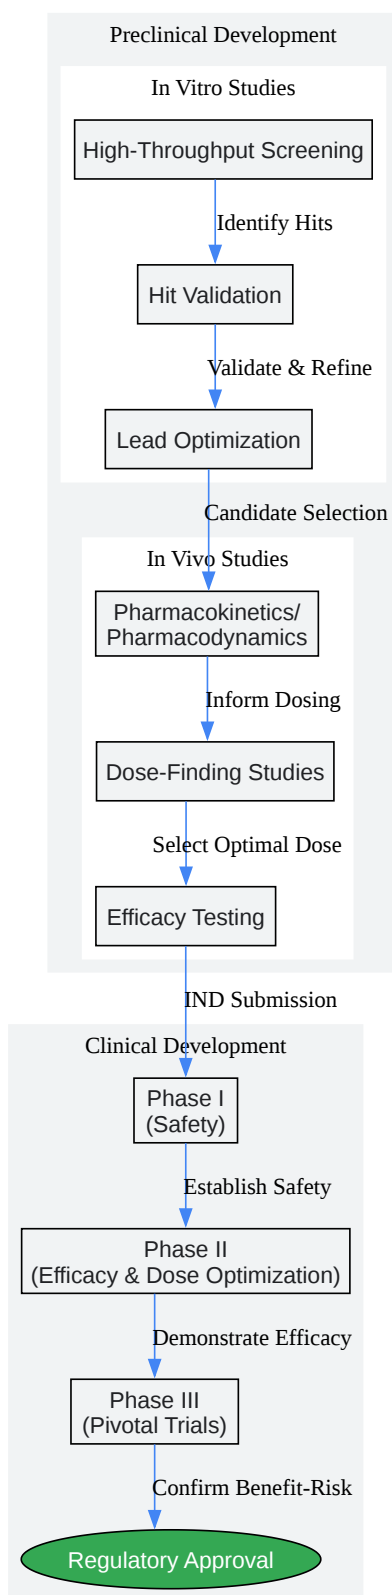 Preclinical Development
In Vitro Studies
High-Throughput Screening
Identify Hits
Hit Validation
Validate & Refine
Lead Optimization
Candidate Selection
In Vivo Studies
Pharmacokinetics/
Pharmacodynamics
Inform Dosing
Dose-Finding Studies
Select Optimal Dose
Efficacy Testing
IND Submission
Clinical Development
Phase I
(Safety)
Establish Safety
Phase II
(Efficacy & Dose Optimization)
Demonstrate Efficacy
Phase III
(Pivotal Trials)
Confirm Benefit-Risk
Regulatory Approval